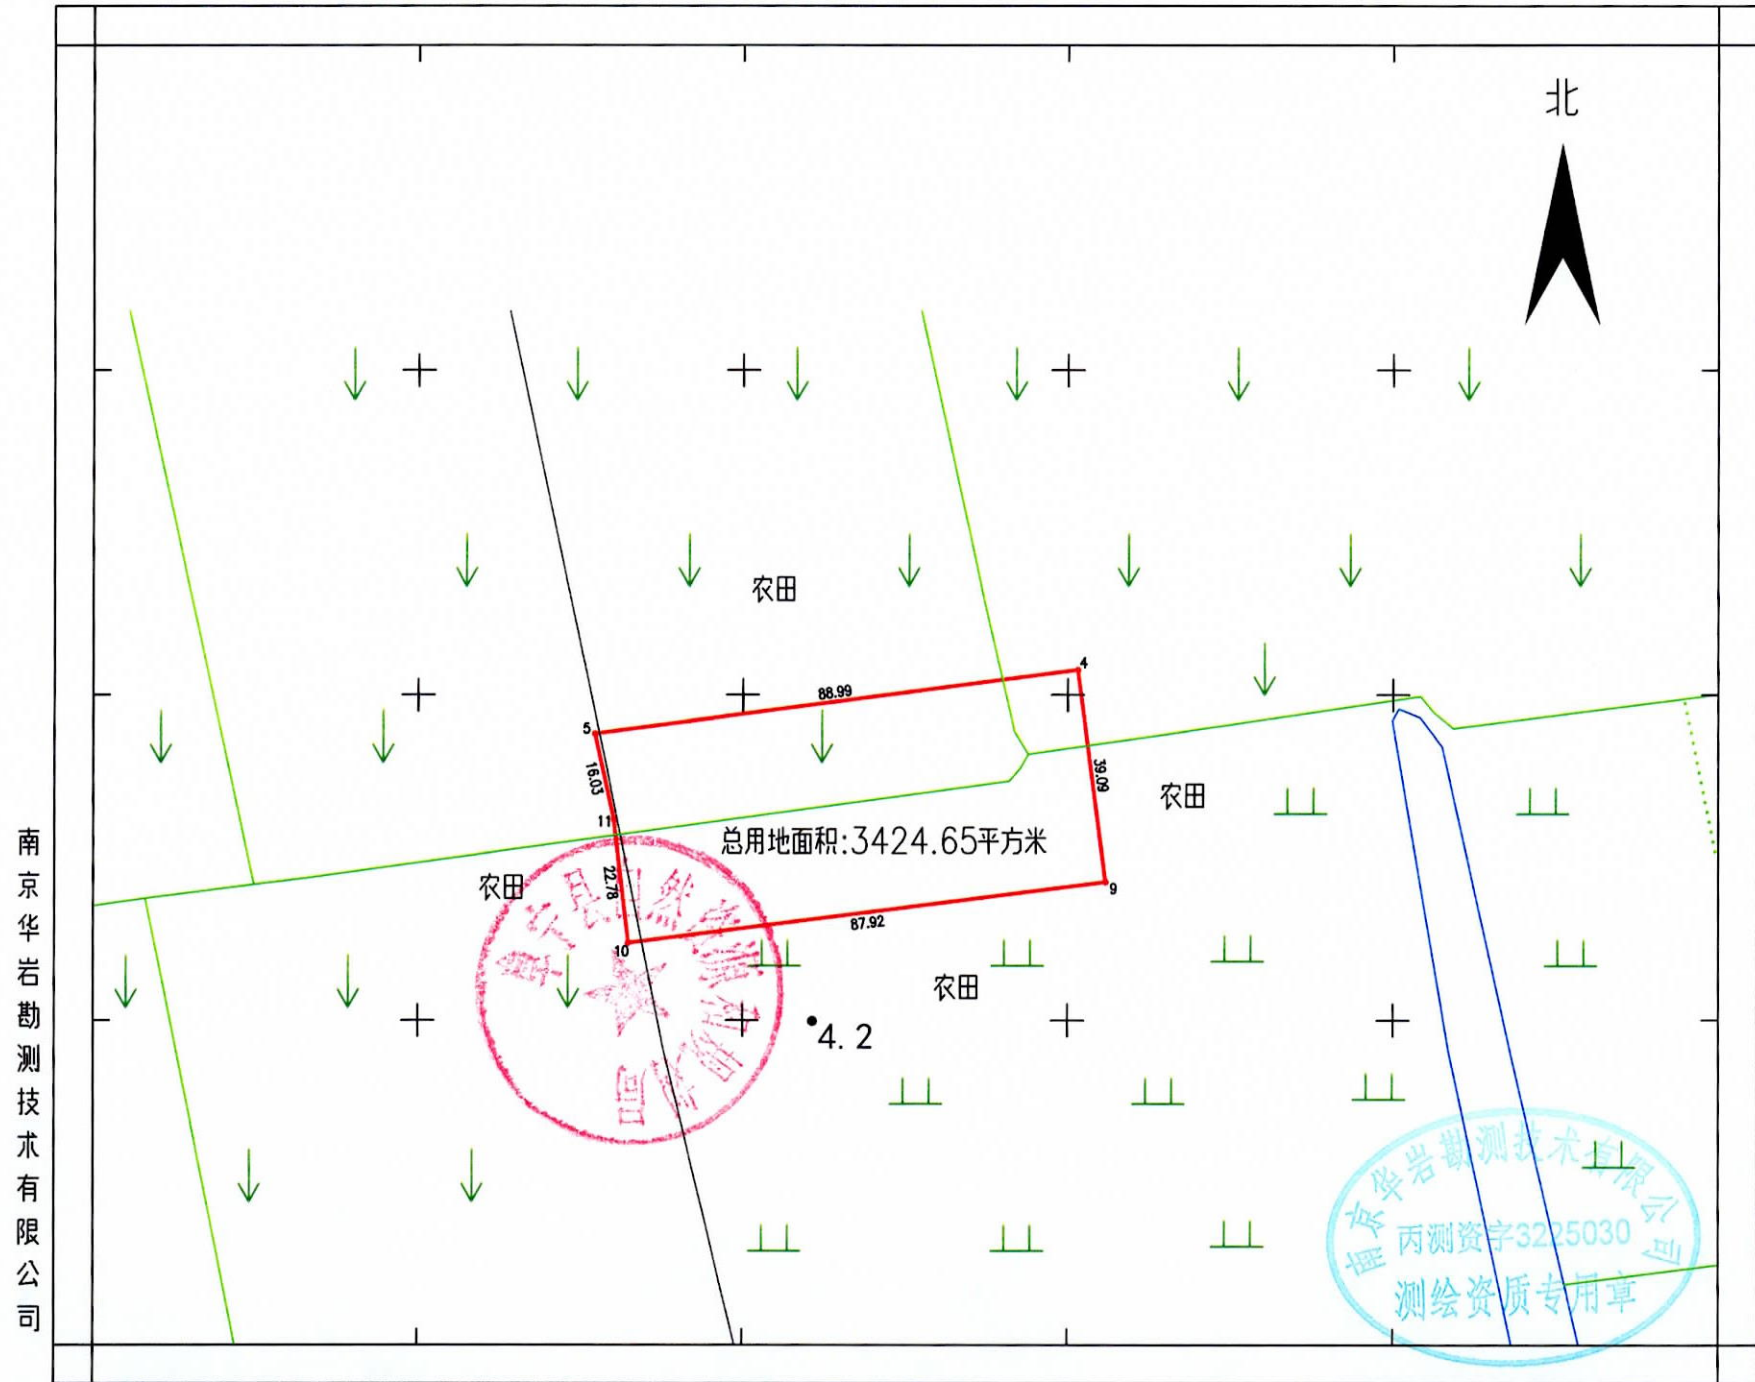 北
农田
4
88.99
5
16.03
39.09
农田
11
总用地面积:3424.65平方米
农田
22.78
9
87.92
10
农田
4.2
南京华岩勘测技术有限公司
南京华岩勘测技术有限公司
丙测资字3225030
测绘资质专用章